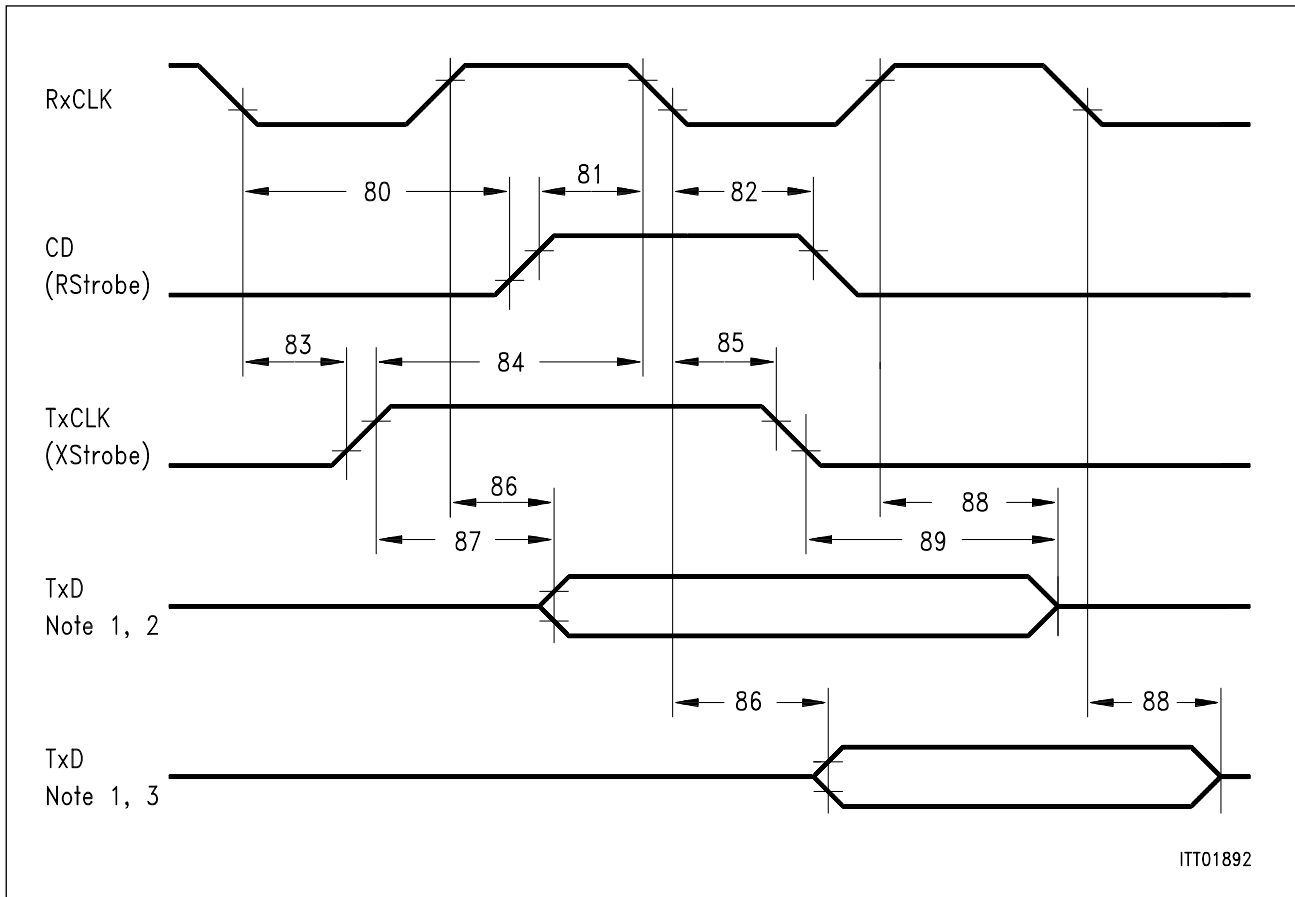 RxCLK
80
81
82
CD
(RStrobe)
83
84
85
TxCLK
(XStrobe)
86
88
87
89
TxD
Note 1, 2
86
88
TxD
Note 1, 3
ITT01892